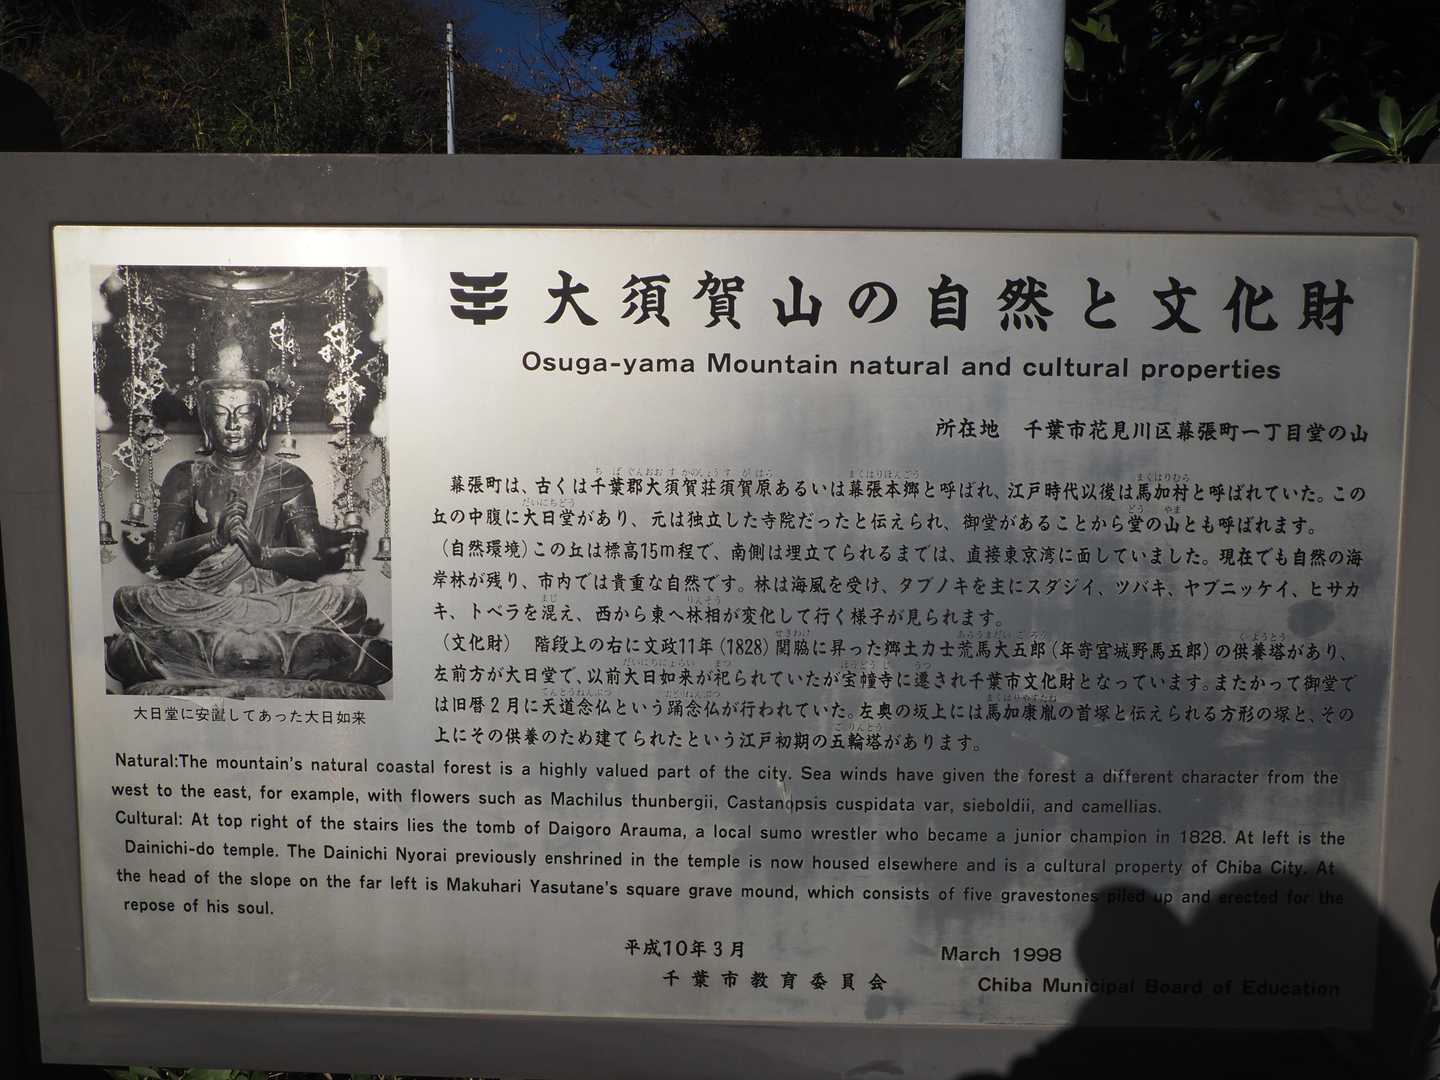 大須賀山の自然と文化財
Osuga-yama Mountain natural and cultural properties
所在地　千葉市花見川区幕張町一丁目堂の山
幕張町は、古くは千葉郡大須賀荘須賀原あるいは幕張本郷と呼ばれ、江戸時代以後は馬加村と呼ばれていた。この
丘の中腹に大日堂があり、元は独立した寺院だったと伝えられ、御堂があることから堂の山とも呼ばれます。
（自然環境）この丘は標高15m程で、南側は埋立てられるまでは、直接東京湾に面していました。現在でも自然の海
岸林が残り、市内では貴重な自然です。林は海風を受け、タブノキを主にスダジイ、ツバキ、ヤブニッケイ、ヒサカ
キ、トベラを混え、西から東へ林相が変化して行く様子が見られます。
（文化財）　階段上の右に文政11年（1828）関脇に昇った郷土力士荒馬大五郎（年寄宮城野馬五郎）の供養塔があり、
左前方が大日堂で、以前大日如来が祀られていたが宝幢寺に遷され千葉市文化財となっています。またかって御堂で
は旧暦２月に天道念仏という踊念仏が行われていた。左奥の坂上には馬加康胤の首塚と伝えられる方形の塚と、その
上にその供養のため建てられたという江戸初期の五輪塔があります。
大日堂に安置してあった大日如来
Natural:The mountain's natural coastal forest is a highly valued part of the city. Sea winds have given the forest a different character from the
west to the east, for example, with flowers such as Machilus thunbergii, Castanopsis cuspidata var, sieboldii, and camellias.
Cultural: At top right of the stairs lies the tomb of Daigoro Arauma, a local sumo wrestler who became a junior champion in 1828. At left is the
Dainichi-do temple. The Dainichi Nyorai previously enshrined in the temple is now housed elsewhere and is a cultural property of Chiba City. At
the head of the slope on the far left is Makuhari Yasutane's square grave mound, which consists of five gravestones piled up and erected for the
repose of his soul.
平成10年３月
千葉市教育委員会
March 1998
Chiba Municipal Board of Education